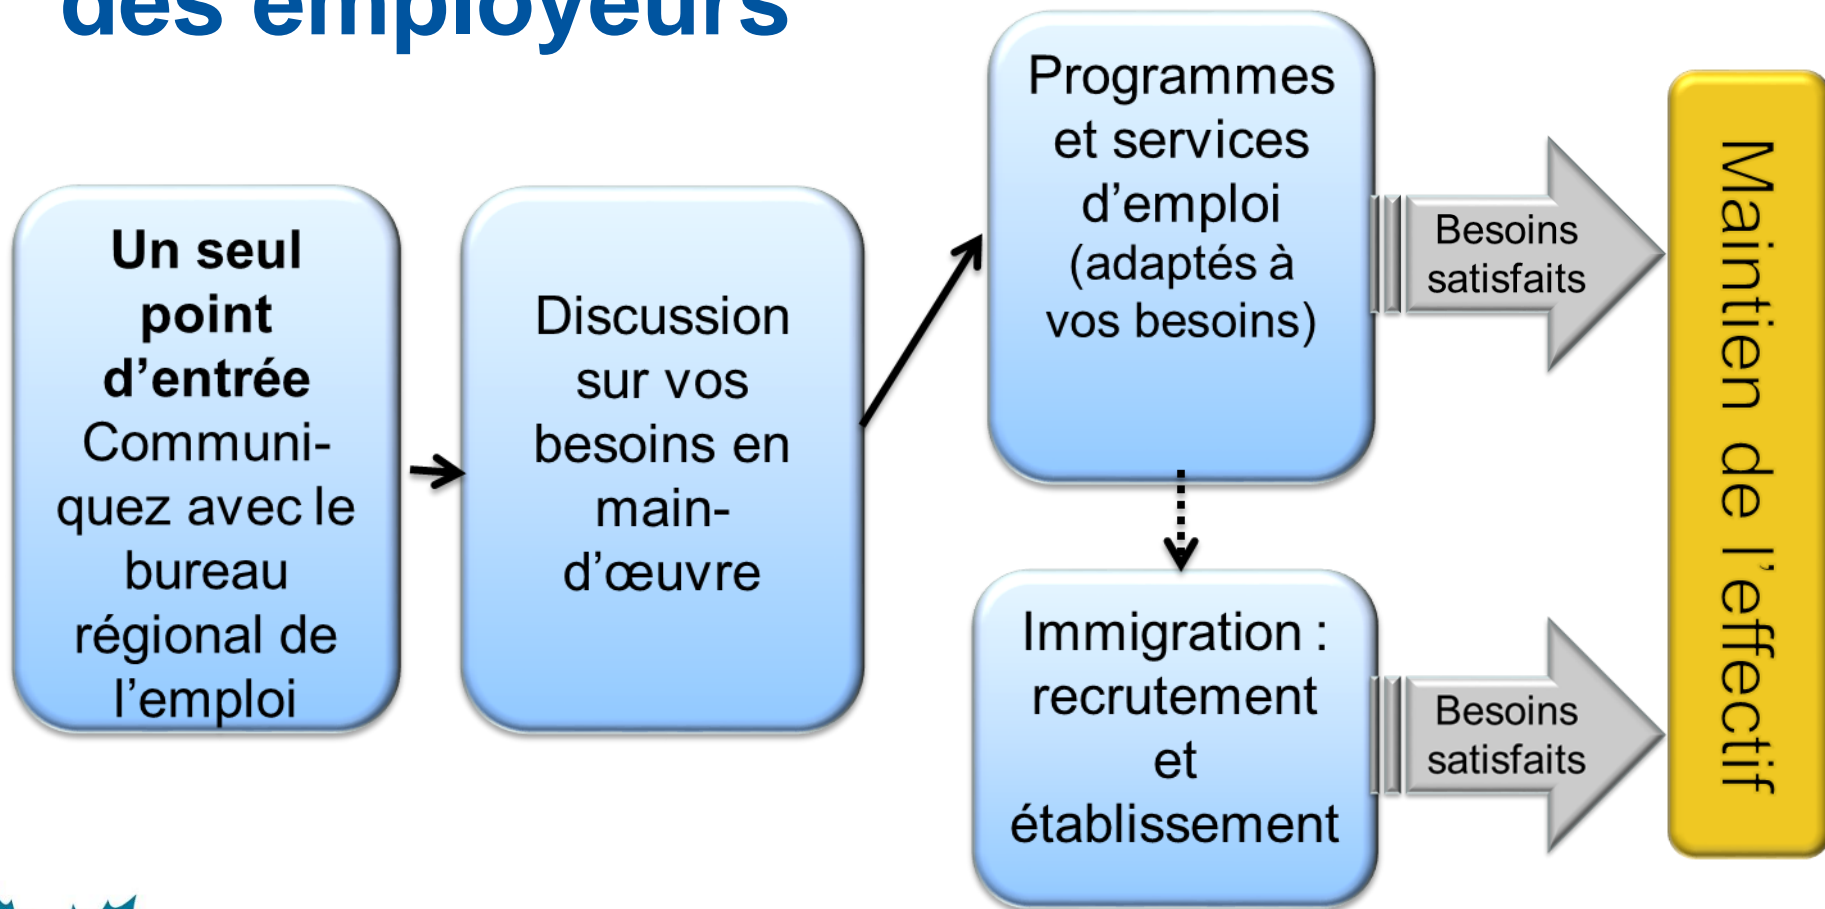 des employeurs
Un seul
point
d’entrée
Communi-
quez avec le
bureau
régional de
l’emploi
Discussion
sur vos
besoins en
main-
d’œuvre
Programmes
et services
d’emploi
(adaptés à
vos besoins)
Besoins
satisfaits
Immigration :
recrutement
et
établissement
Besoins
satisfaits
Maintien de l’effectif